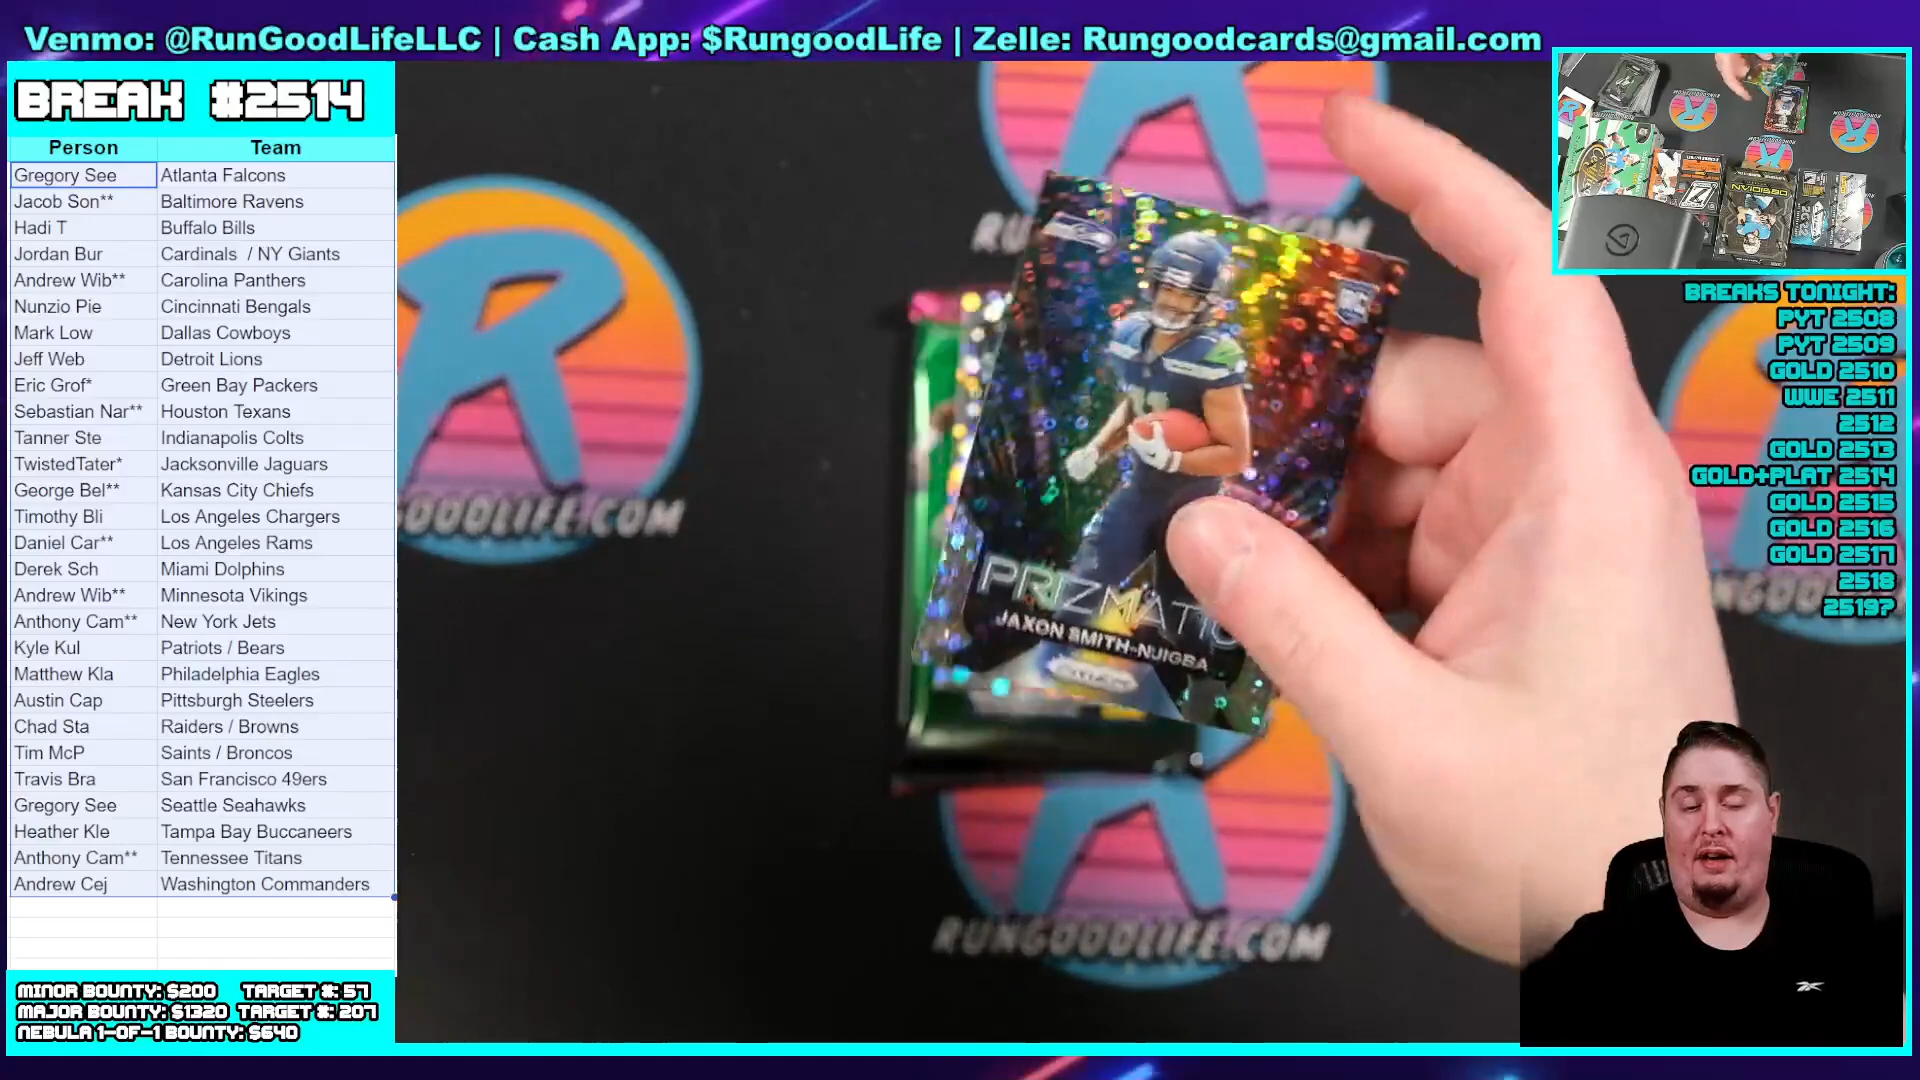 Venmo: @RunGoodLifeLLC | Cash App: $RungoodLife | Zelle: Rungoodcards@gmail.com
BREAK #2514
Person Team
Gregory See Atlanta Falcons
Jacob Son** Baltimore Ravens
Hadi T Buffalo Bills
Jordan Bur Cardinals / NY Giants
Andrew Wib** Carolina Panthers
Nunzio Pie Cincinnati Bengals
Mark Low Dallas Cowboys
Jeff Web Detroit Lions
Eric Grof* Green Bay Packers
Sebastian Nar** Houston Texans
Tanner Ste Indianapolis Colts
TwistedTater* Jacksonville Jaguars
George Bel** Kansas City Chiefs
Timothy Bli Los Angeles Chargers
Daniel Car** Los Angeles Rams
Derek Sch Miami Dolphins
Andrew Wib** Minnesota Vikings
Anthony Cam** New York Jets
Kyle Kul Patriots / Bears
Matthew Kla Philadelphia Eagles
Austin Cap Pittsburgh Steelers
Chad Sta Raiders / Browns
Tim McP Saints / Broncos
Travis Bra San Francisco 49ers
Gregory See Seattle Seahawks
Heather Kle Tampa Bay Buccaneers
Anthony Cam** Tennessee Titans
Andrew Cej Washington Commanders
MINOR BOUNTY: $200 TARGET #: 57
MAJOR BOUNTY: $1320 TARGET #: 207
NEBULA 1-OF-1 BOUNTY: $640
R
GOODLIFE.COM
PRIZMATIC
JAXON SMITH-NJIGBA
PRIZM
RUNGOODLIFE.COM
OBSIDIAN
BREAKS TONIGHT:
PYT 2508
PYT 2509
GOLD 2510
WWE 2511
2512
GOLD 2513
GOLD+PLAT 2514
GOLD 2515
GOLD 2516
GOLD 2517
2518
2519?